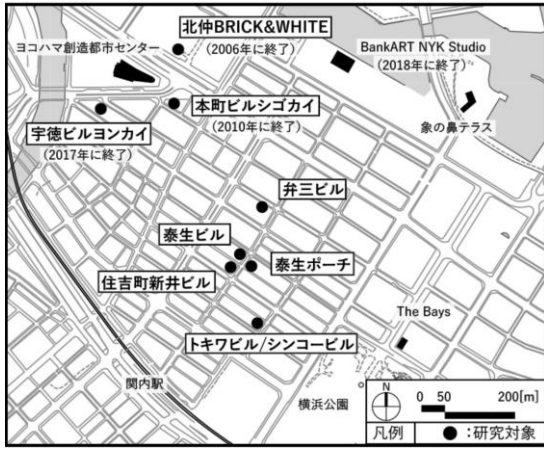 北仲BRICK&WHITE
(2006年に終了)
ヨコハマ創造都市センター
BankART NYK Studio
(2018年に終了)
本町ビルシゴカイ
(2010年に終了)
象の鼻テラス
宇徳ビルヨンカイ
(2017年に終了)
弁三ビル
泰生ビル
泰生ポーチ
住吉町新井ビル
The Bays
トキワビル/シンコービル
関内駅
横浜公園
N
0 50 200[m]
凡例 ●:研究対象